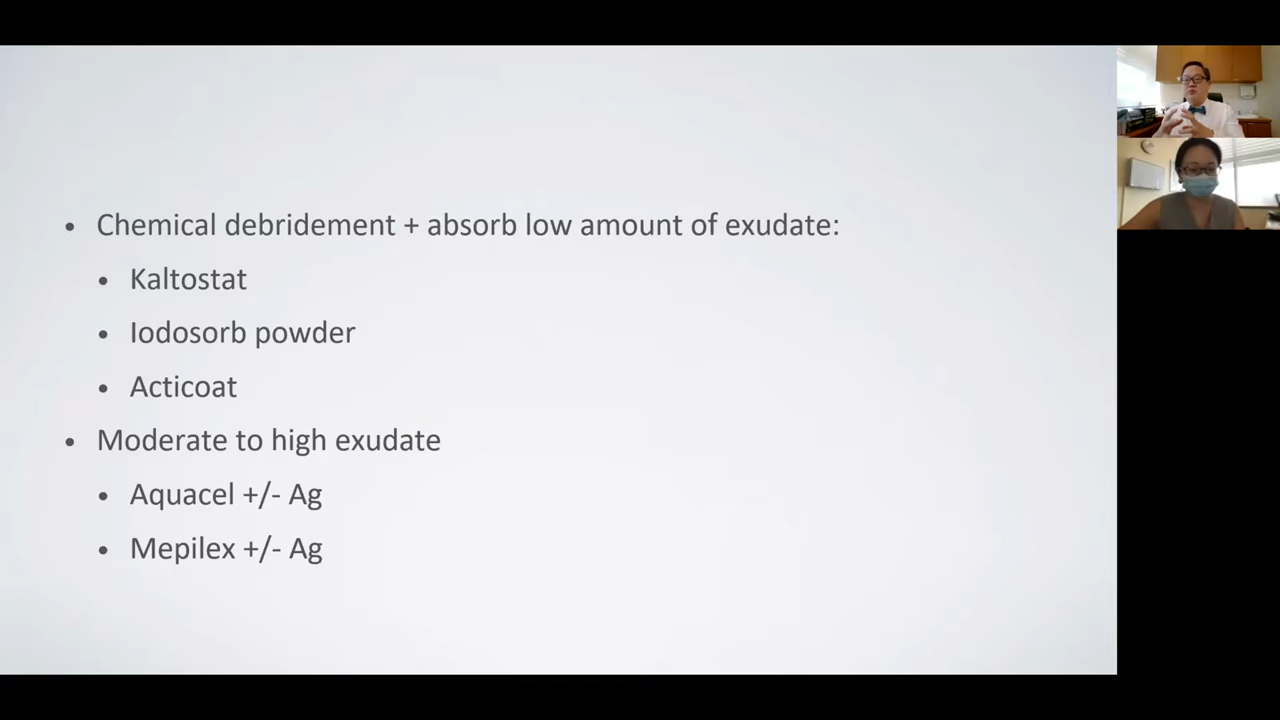 • Chemical debridement + absorb low amount of exudate:
• Kaltostat
• Iodosorb powder
• Acticoat
• Moderate to high exudate
• Aquacel +/- Ag
• Mepilex +/- Ag